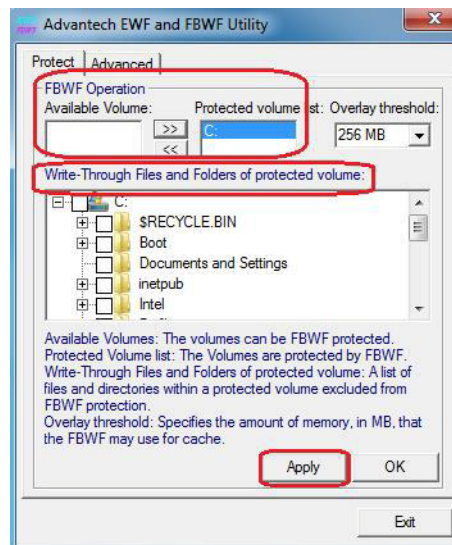 Advantech EWF and FBWF Utility
Protect Advanced
FBWF Operation
Available Volume: Protected volume st: Overlay threshold:
>> C: 256 MB
<<
Write-Through Files and Folders of protected volume:
C:
$RECYCLE.BIN
Boot
Documents and Settings
inetpub
Intel
Available Volumes: The volumes can be FBWF protected.
Protected Volume list: The Volumes are protected by FBWF.
Write-Through Files and Folders of protected volume: A list of
files and directories within a protected volume excluded from
FBWF protection.
Overlay threshold: Specifies the amount of memory, in MB, that
the FBWF may use for cache.
Apply OK
Exit